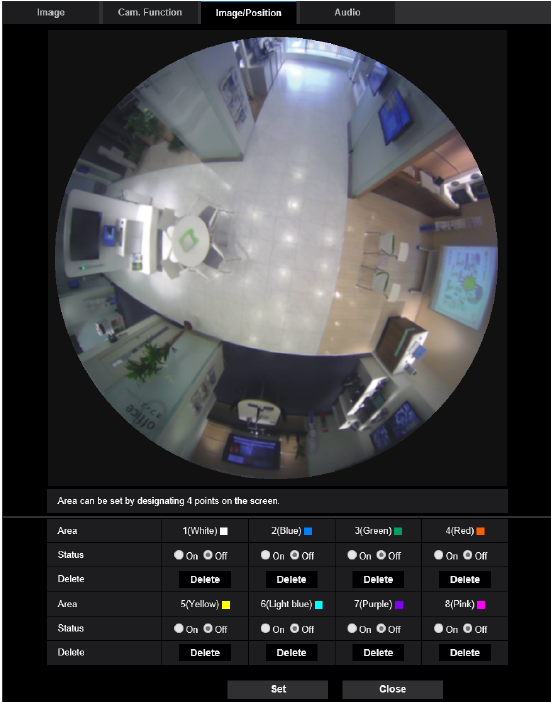 Image Cam. Function Image/Position Audio
office
Area can be set by designating 4 points on the screen.
Area 1(White) 2(Blue) 3(Green) 4(Red)
Status On Off On Off On Off On Off
Delete Delete Delete Delete Delete
Area 5(Yellow) 6(Light blue) 7(Purple) 8(Pink)
Status On Off On Off On Off On Off
Delete Delete Delete Delete Delete
Set Close